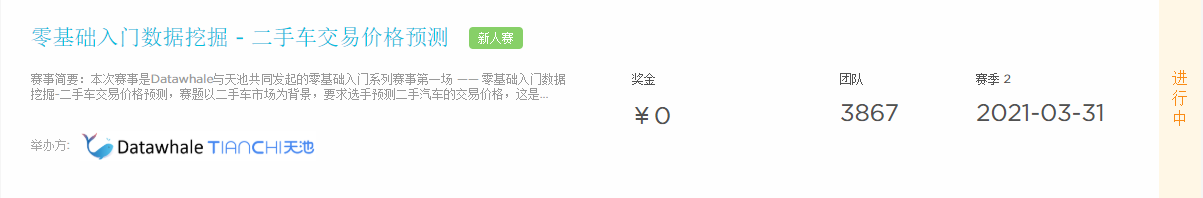 零基础入门数据挖掘 - 二手车交易价格预测 新人赛
赛事简要：本次赛事是Datawhale与天池共同发起的零基础入门系列赛事第一场 —— 零基础入门数据
挖掘-二手车交易价格预测，赛题以二手车市场为背景，要求选手预测二手汽车的交易价格，这是...
举办方:
Datawhale TIANCHI天池
奖金
¥0
团队
3867
赛季 2
2021-03-31
进
行
中